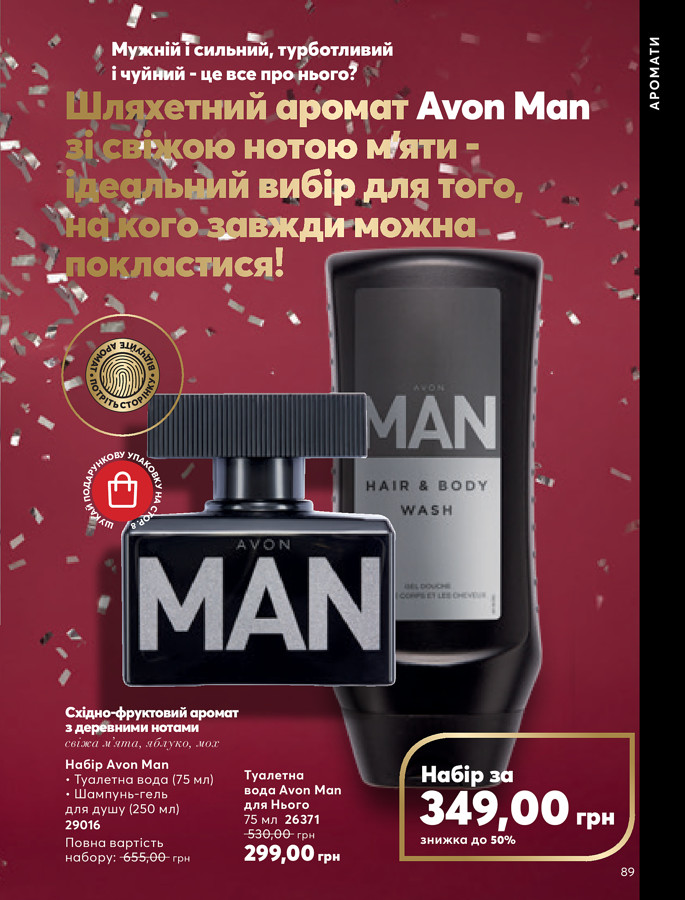 АРОМАТИ
Мужній і сильний, турботливий
і чуйний - це все про нього?
Шляхетний аромат Avon Man
зі свіжою нотою м'яти -
ідеальний вибір для того,
на кого завжди можна
покластися!
ВІДЧУЙТЕ АРОМАТ • ПОТРІТЬ СТОРІНКУ •
ШУКАЙ ПОДАРУНКОВУ УПАКОВКУ НА СТОР. 8
AVON
MAN
HAIR & BODY
WASH
GEL DOUCHE
CORPS ET LES CHEVEUX
AVON
MAN
Східно-фруктовий аромат
з деревними нотами
свіжа м'ята, яблуко, мох
Набір Avon Man
• Туалетна вода (75 мл)
• Шампунь-гель
для душу (250 мл)
29016
Повна вартість
набору: 655,00 грн
Туалетна
вода Avon Man
для Нього
75 мл 26371
530,00 грн
299,00 грн
Набір за
349,00 грн
знижка до 50%
89